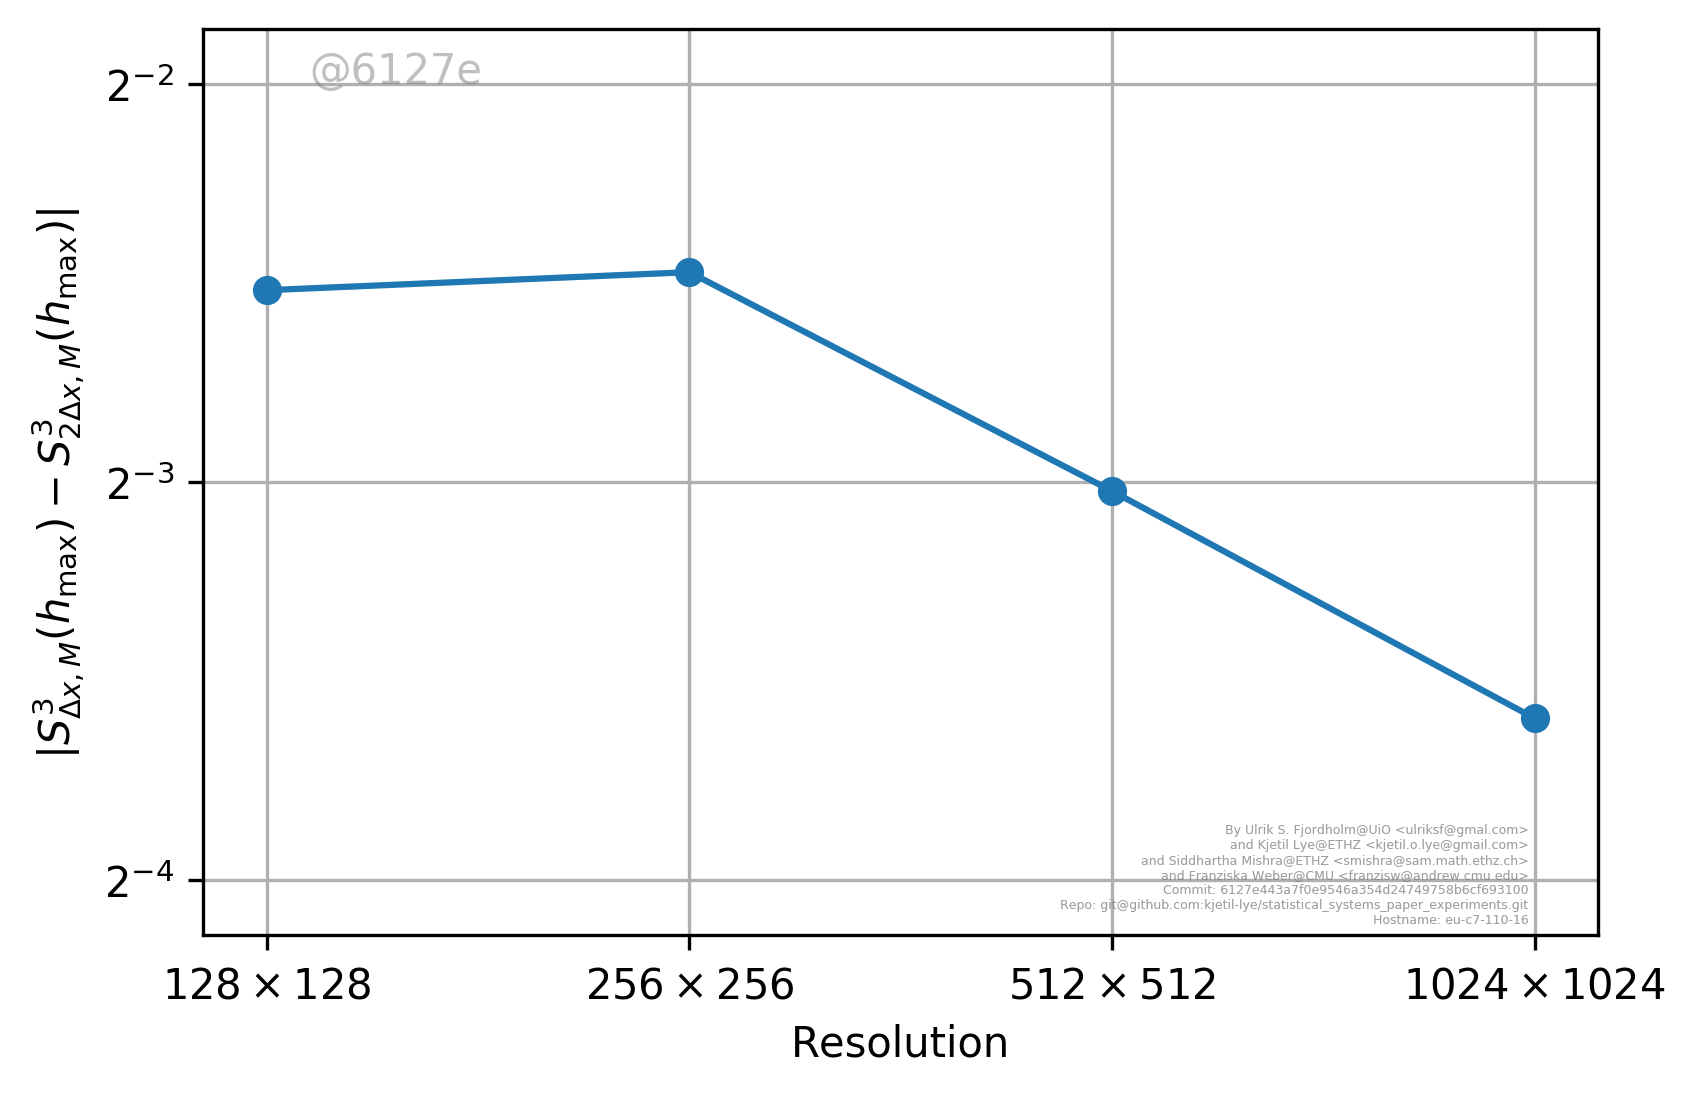 @6127e
2⁻²
2⁻³
2⁻⁴
|S³_{Δx,M}(h_max) − S³_{2Δx,M}(h_max)|
By Ulrik S. Fjordholm@UiO <ulriksf@gmal.com>
and Kjetil Lye@ETHZ <kjetil.o.lye@gmail.com>
and Siddhartha Mishra@ETHZ <smishra@sam.math.ethz.ch>
and Franziska Weber@CMU <franzisw@andrew.cmu.edu>
Commit: 6127e443a7f0e9546a354d24749758b6cf693100
Repo: git@github.com:kjetil-lye/statistical_systems_paper_experiments.git
Hostname: eu-c7-110-16
128 × 128
256 × 256
512 × 512
1024 × 1024
Resolution